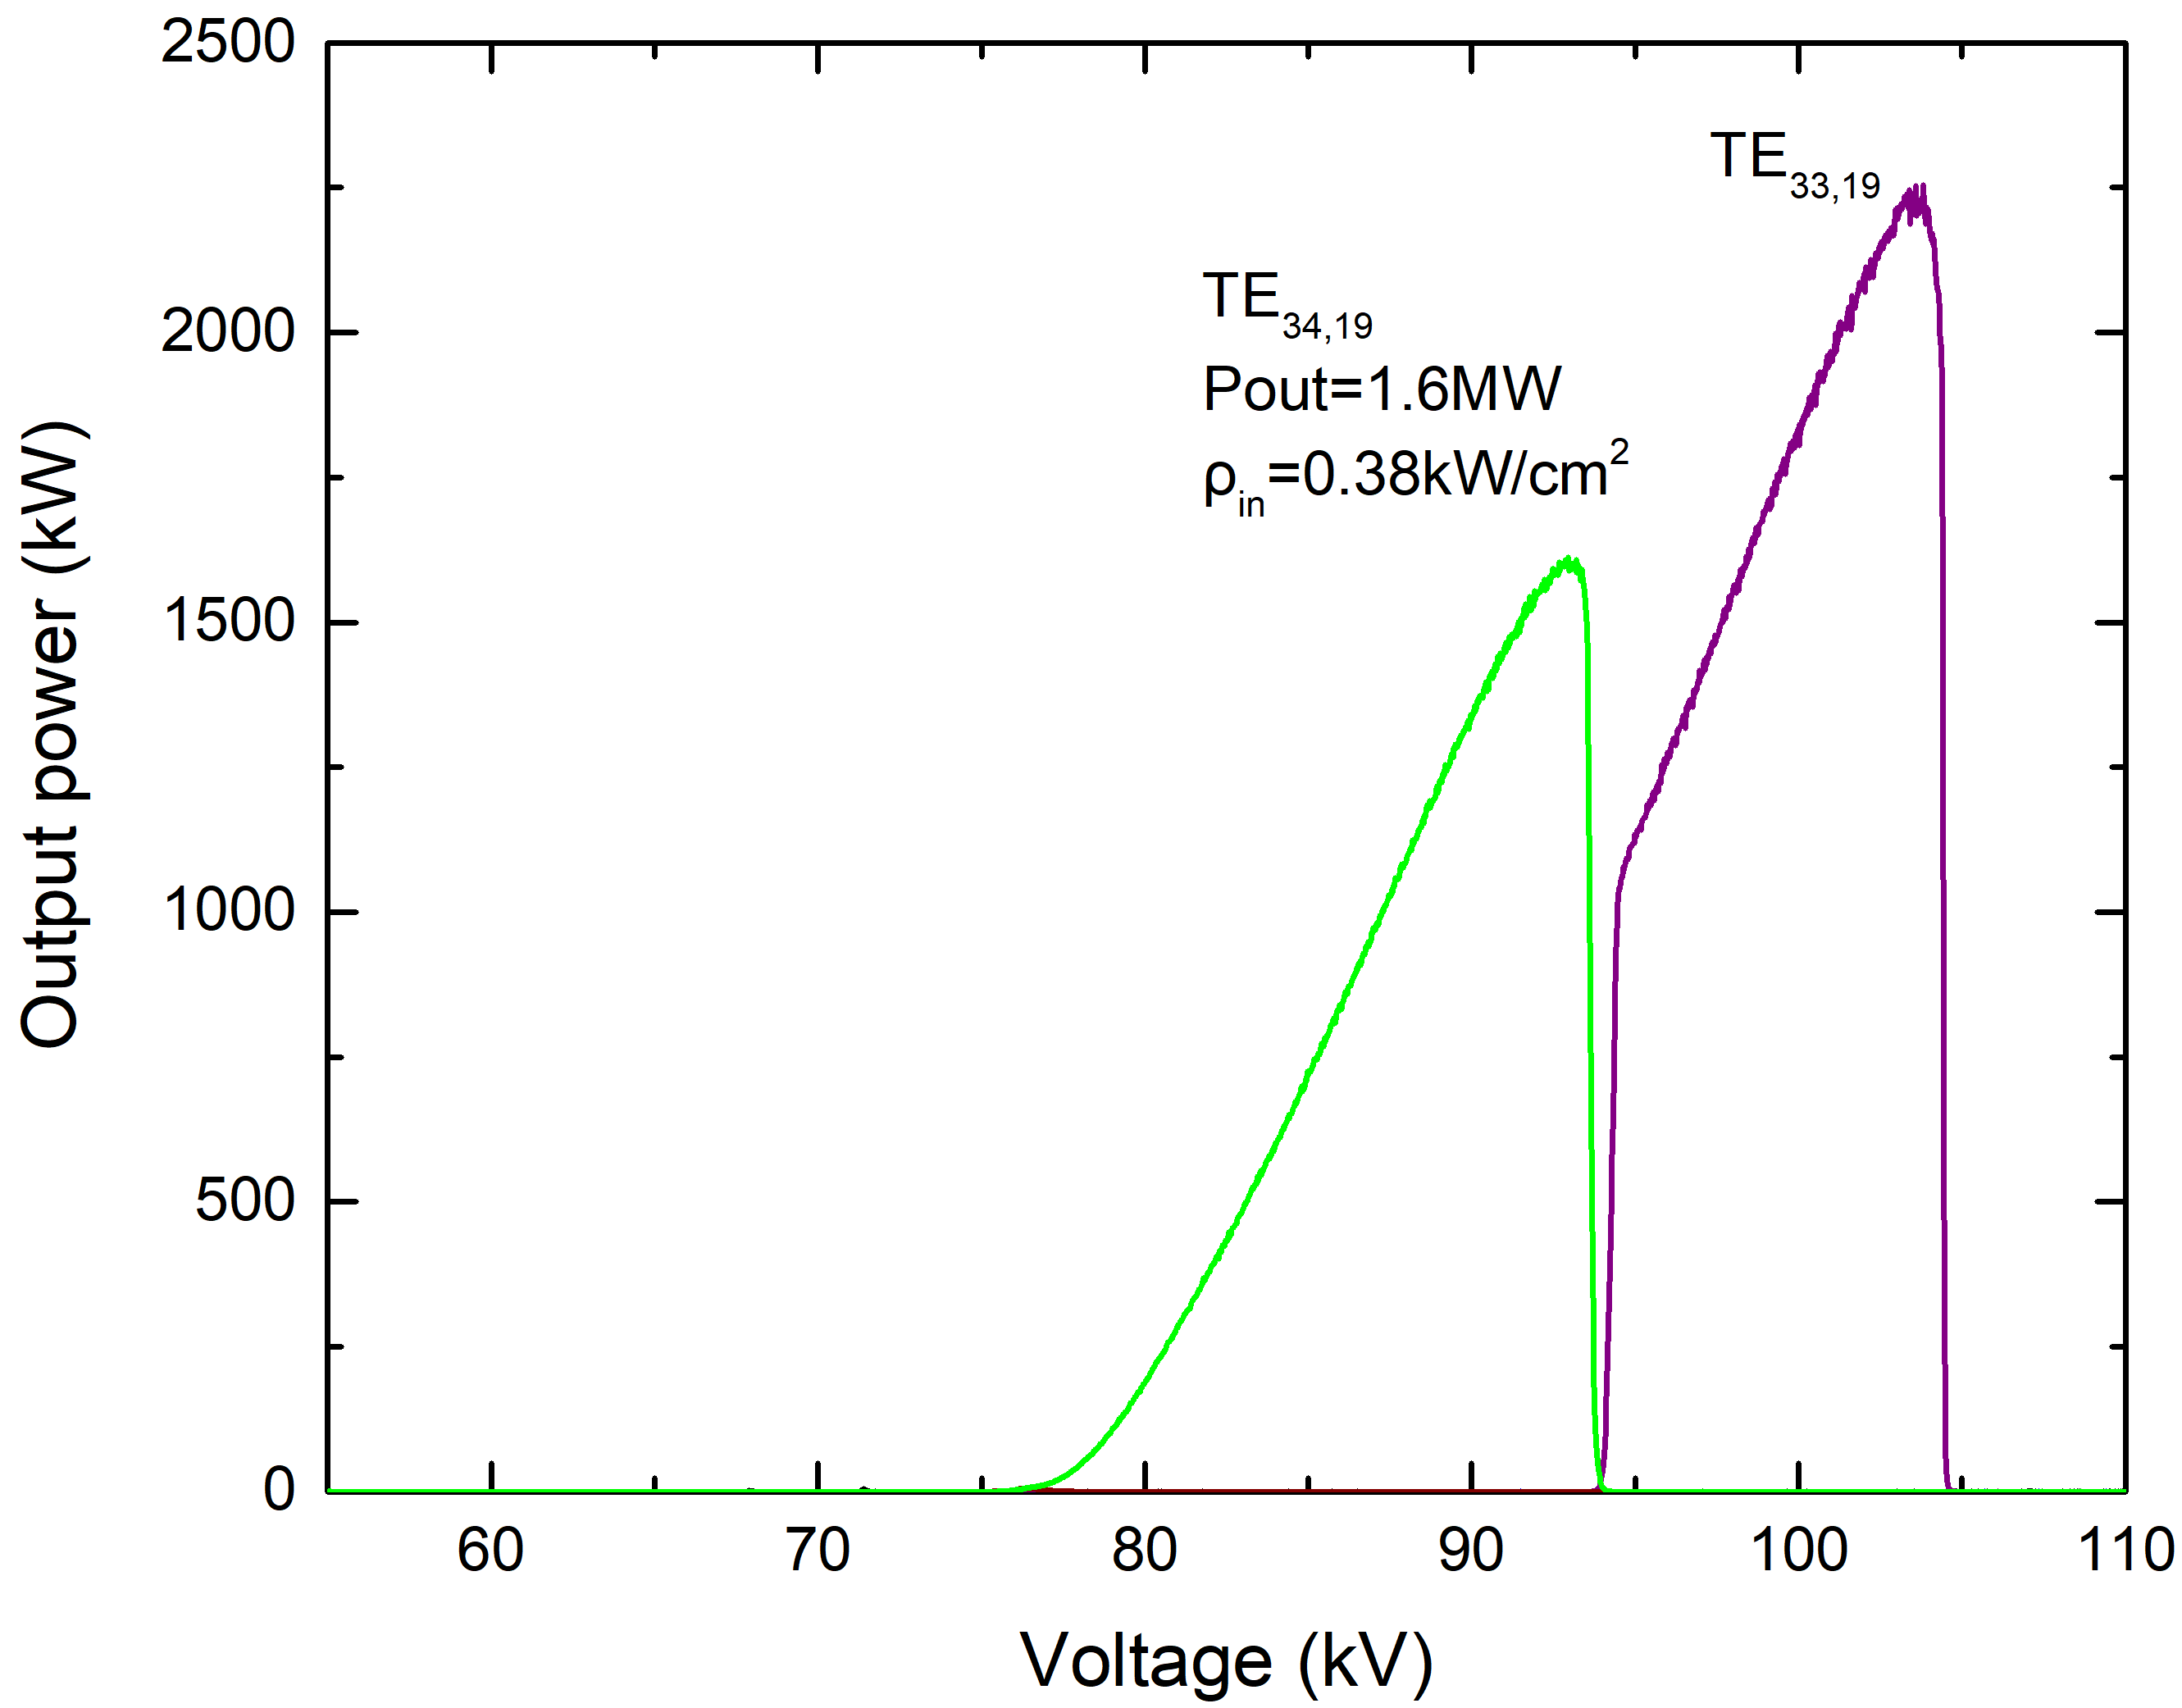 2500
2000
1500
1000
500
0
Output power (kW)
TE33,19
TE34,19
Pout=1.6MW
ρin=0.38kW/cm²
60 70 80 90 100 110
Voltage (kV)